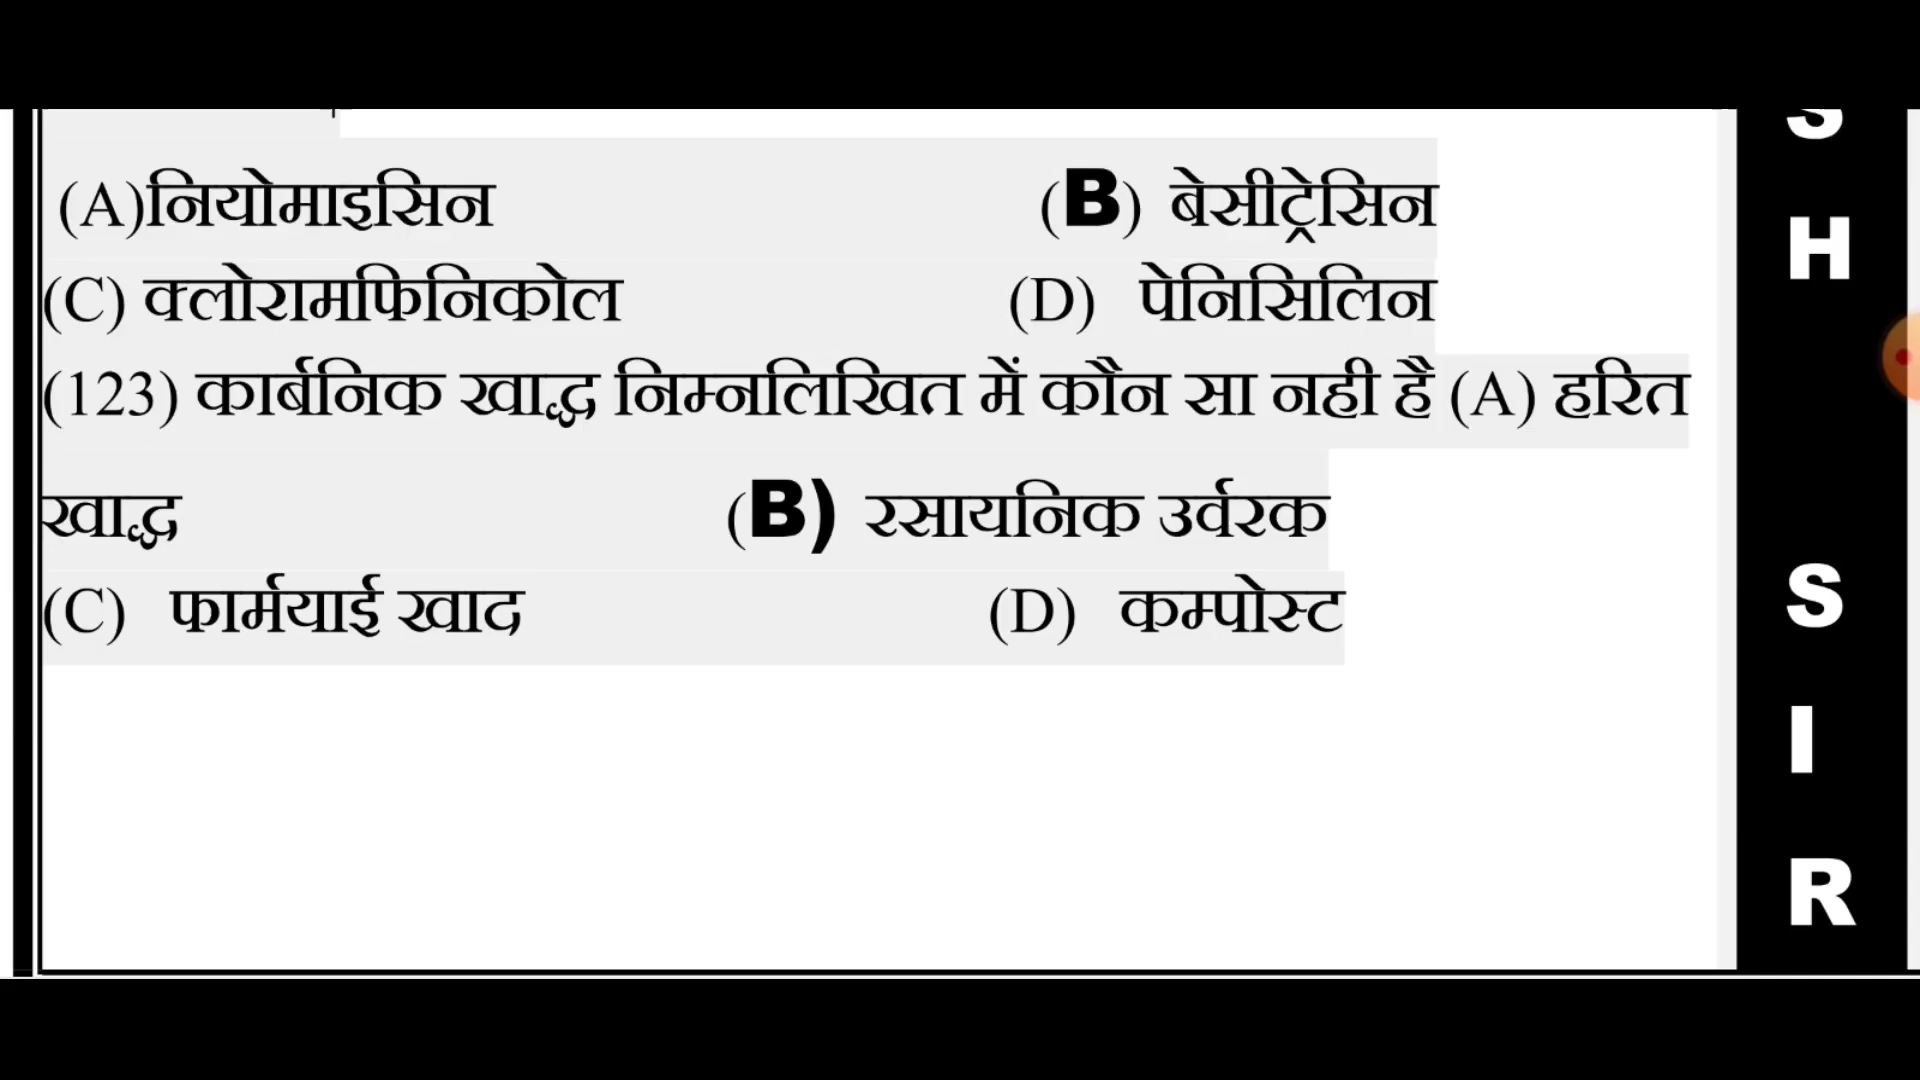 (A)नियोमाइसिन (B) बेसीट्रेसिन
(C) क्लोरामफिनिकोल (D) पेनिसिलिन
(123) कार्बनिक खाद्ध निम्नलिखित में कौन सा नही है (A) हरित
खाद्ध (B) रसायनिक उर्वरक
(C) फार्मयाई खाद (D) कम्पोस्ट
S
H
S
I
R